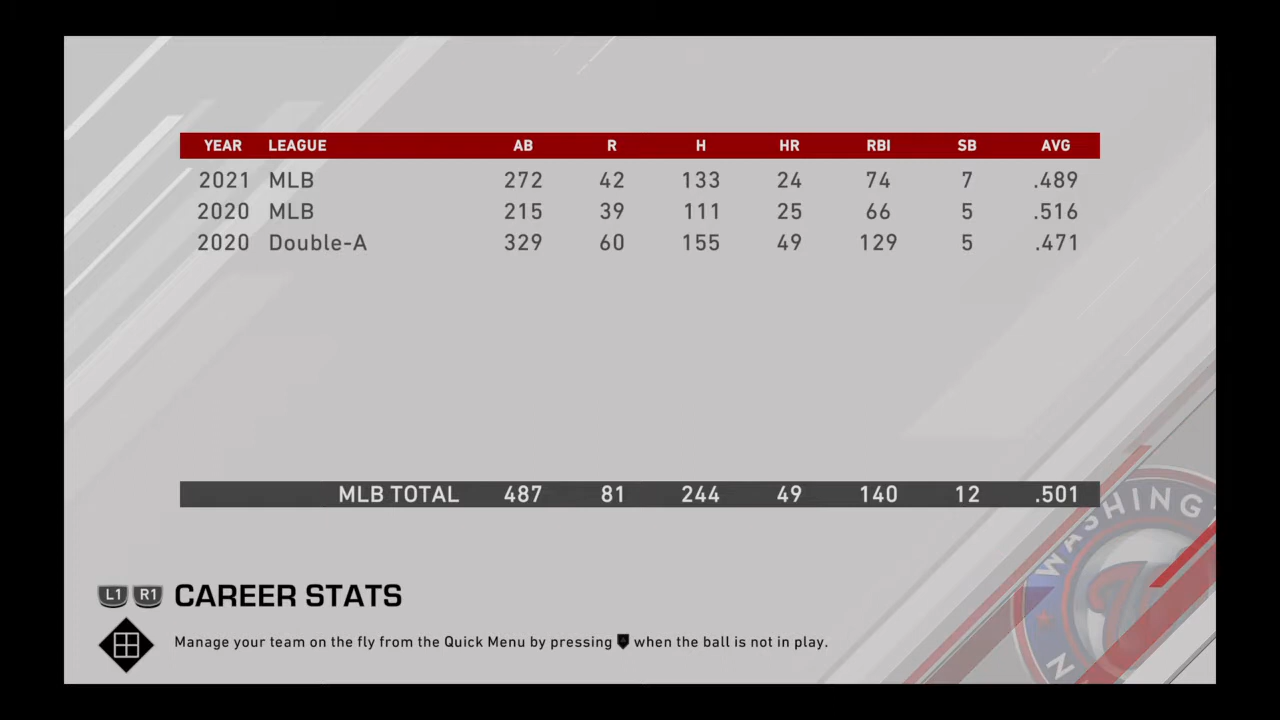 YEAR LEAGUE AB R H HR RBI SB AVG
2021 MLB 272 42 133 24 74 7 .489
2020 MLB 215 39 111 25 66 5 .516
2020 Double-A 329 60 155 49 129 5 .471
MLB TOTAL 487 81 244 49 140 12 .501
WASHING
N
L1 R1 CAREER STATS
Manage your team on the fly from the Quick Menu by pressing when the ball is not in play.